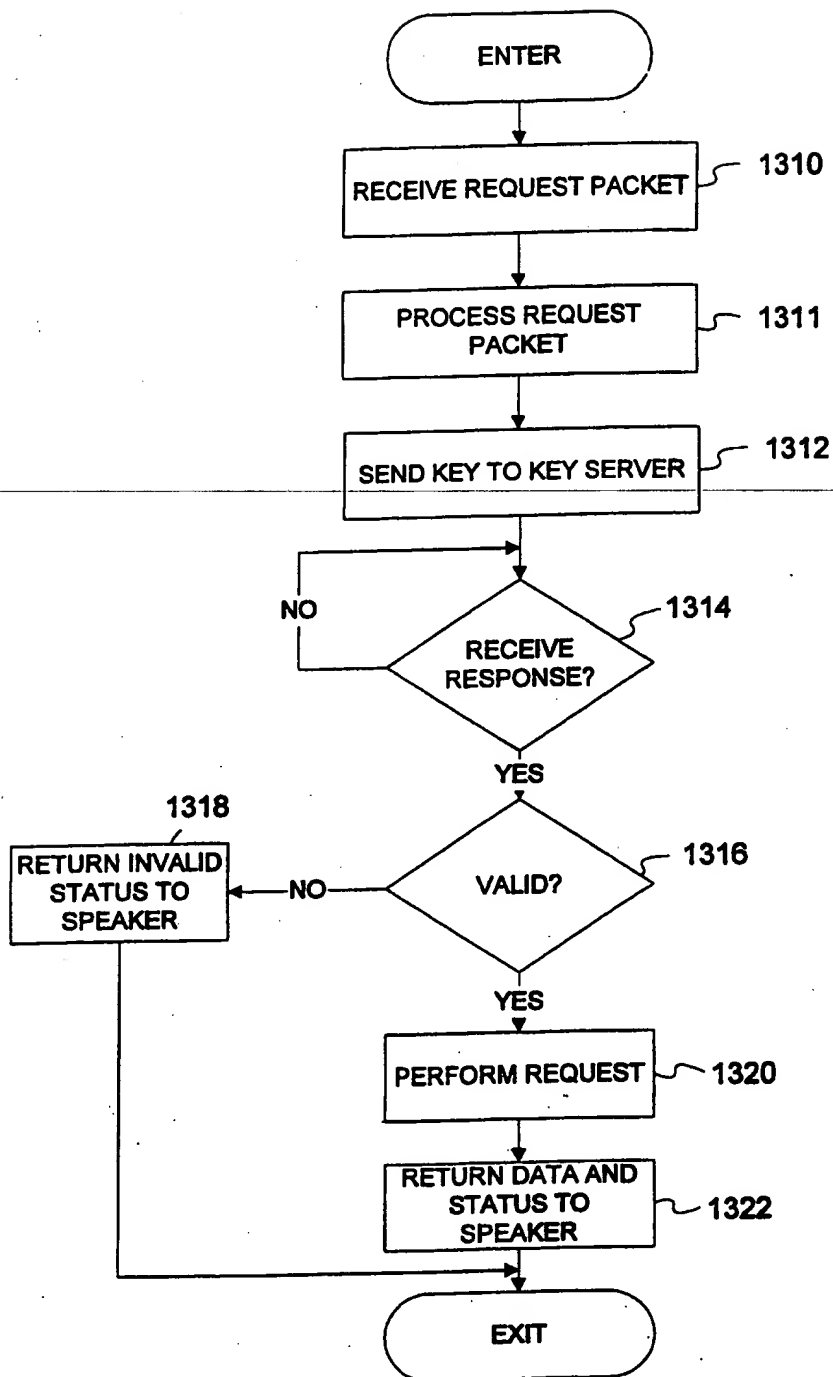 ENTER
RECEIVE REQUEST PACKET
1310
PROCESS REQUEST
PACKET
1311
SEND KEY TO KEY SERVER
1312
NO
RECEIVE
RESPONSE?
1314
YES
1318
RETURN INVALID
STATUS TO
SPEAKER
NO
VALID?
1316
YES
PERFORM REQUEST
1320
RETURN DATA AND
STATUS TO
SPEAKER
1322
EXIT